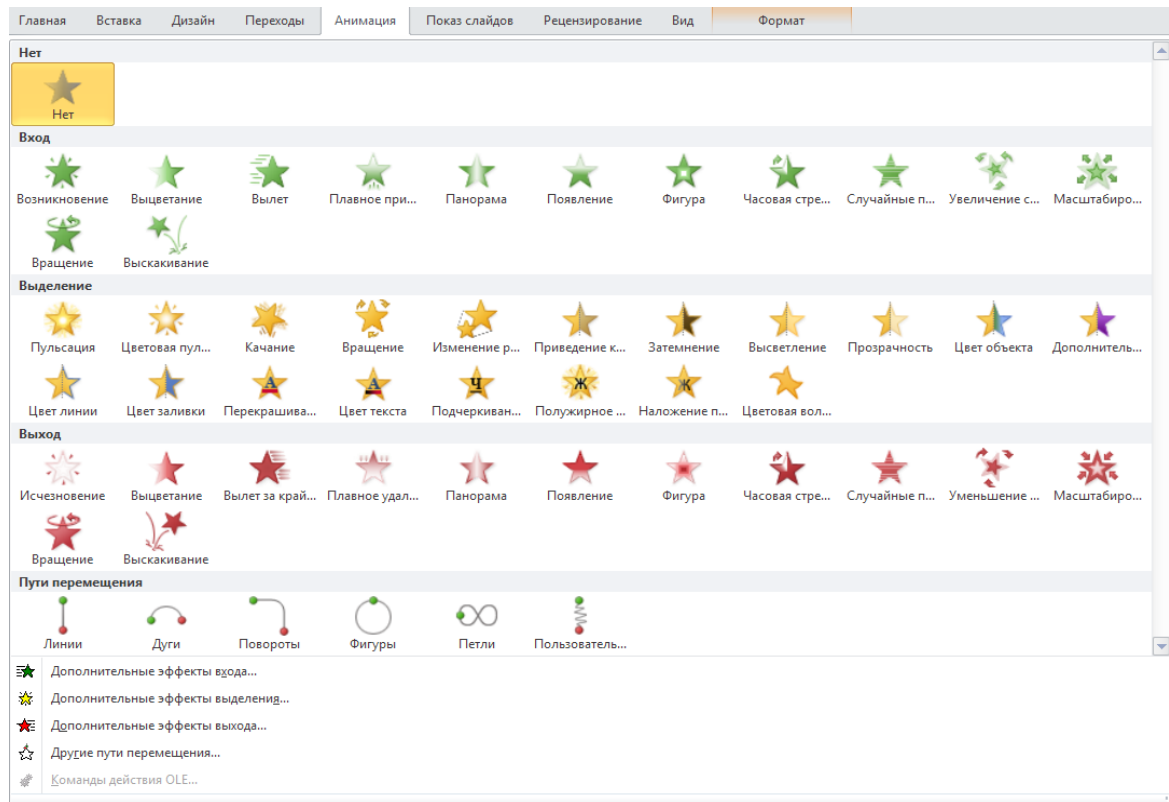 Главная Вставка Дизайн Переходы Анимация Показ слайдов Рецензирование Вид Формат
Нет
Нет
Вход
Возникновение Выцветание Вылет Плавное при... Панорама Появление Фигура Часовая стре... Случайные п... Увеличение с... Масштабиро...
Вращение Выскакивание
Выделение
Пульсация Цветовая пул... Качание Вращение Изменение р... Приведение к... Затемнение Высветление Прозрачность Цвет объекта Дополнитель...
Цвет линии Цвет заливки Перекрашива... Цвет текста Подчеркиван... Полужирное ... Наложение п... Цветовая вол...
Выход
Исчезновение Выцветание Вылет за край... Плавное удал... Панорама Появление Фигура Часовая стре... Случайные п... Уменьшение ... Масштабиро...
Вращение Выскакивание
Пути перемещения
Линии Дуги Повороты Фигуры Петли Пользователь...
Дополнительные эффекты входа...
Дополнительные эффекты выделения...
Дополнительные эффекты выхода...
Другие пути перемещения...
Команды действия OLE...